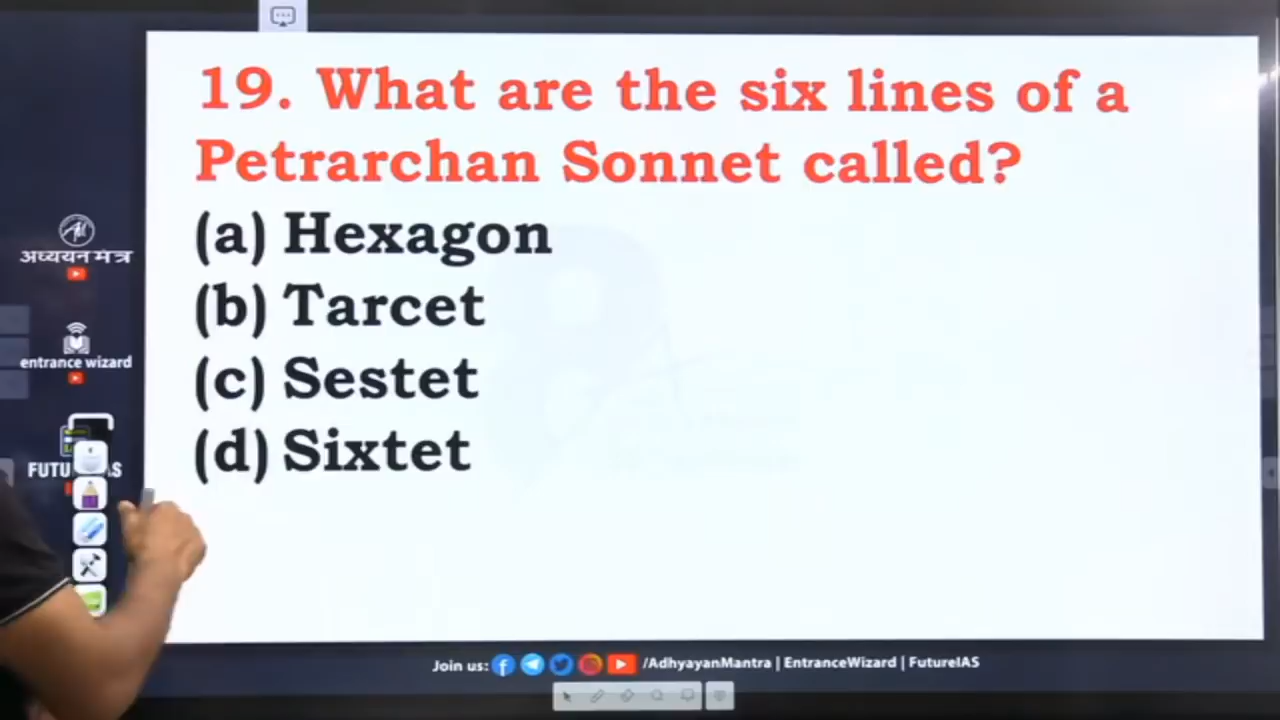 19. What are the six lines of a
Petrarchan Sonnet called?
(a) Hexagon
(b) Tarcet
(c) Sestet
(d) Sixtet
अध्ययन मंत्र
entrance wizard
Join us: /AdhyayanMantra | EntranceWizard | FutureIAS